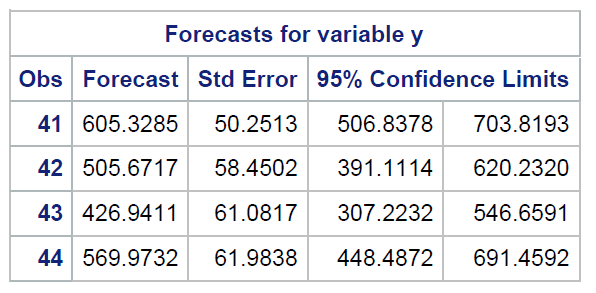 Forecasts for variable y
Obs Forecast Std Error 95% Confidence Limits
41 605.3285 50.2513 506.8378 703.8193
42 505.6717 58.4502 391.1114 620.2320
43 426.9411 61.0817 307.2232 546.6591
44 569.9732 61.9838 448.4872 691.4592